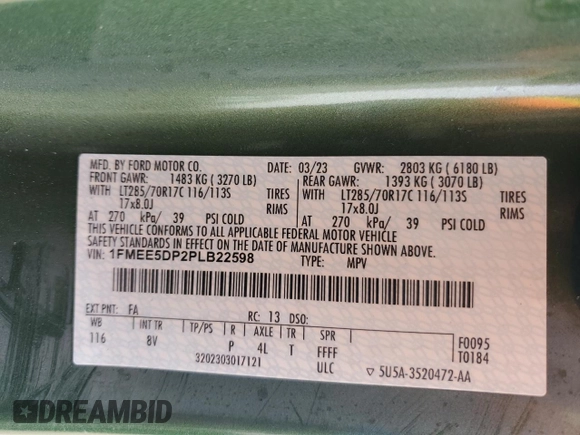 MFD. BY FORD MOTOR CO. DATE: 03/23 GVWR: 2803 KG ( 6180 LB)
FRONT GAWR: 1483 KG ( 3270 LB) REAR GAWR: 1393 KG ( 3070 LB)
WITH LT285/70R17C 116/113S TIRES WITH LT285/70R17C 116/113S TIRES
17x8.0J RIMS 17x8.0J RIMS
AT 270 kPa/ 39 PSI COLD AT 270 kPa/ 39 PSI COLD
THIS VEHICLE CONFORMS TO ALL APPLICABLE FEDERAL MOTOR VEHICLE
SAFETY STANDARDS IN EFFECT ON THE DATE OF MANUFACTURE SHOWN ABOVE.
VIN: 1FMEE5DP2PLB22598 TYPE: MPV
EXT PNT: FA RC: 13 DSO:
WB INT TR TP/PS R AXLE TR SPR F0095
116 8V P 4L T FFFF T0184
3202303017121 ULC ▽ 5U5A-3520472-AA
DREAMBID